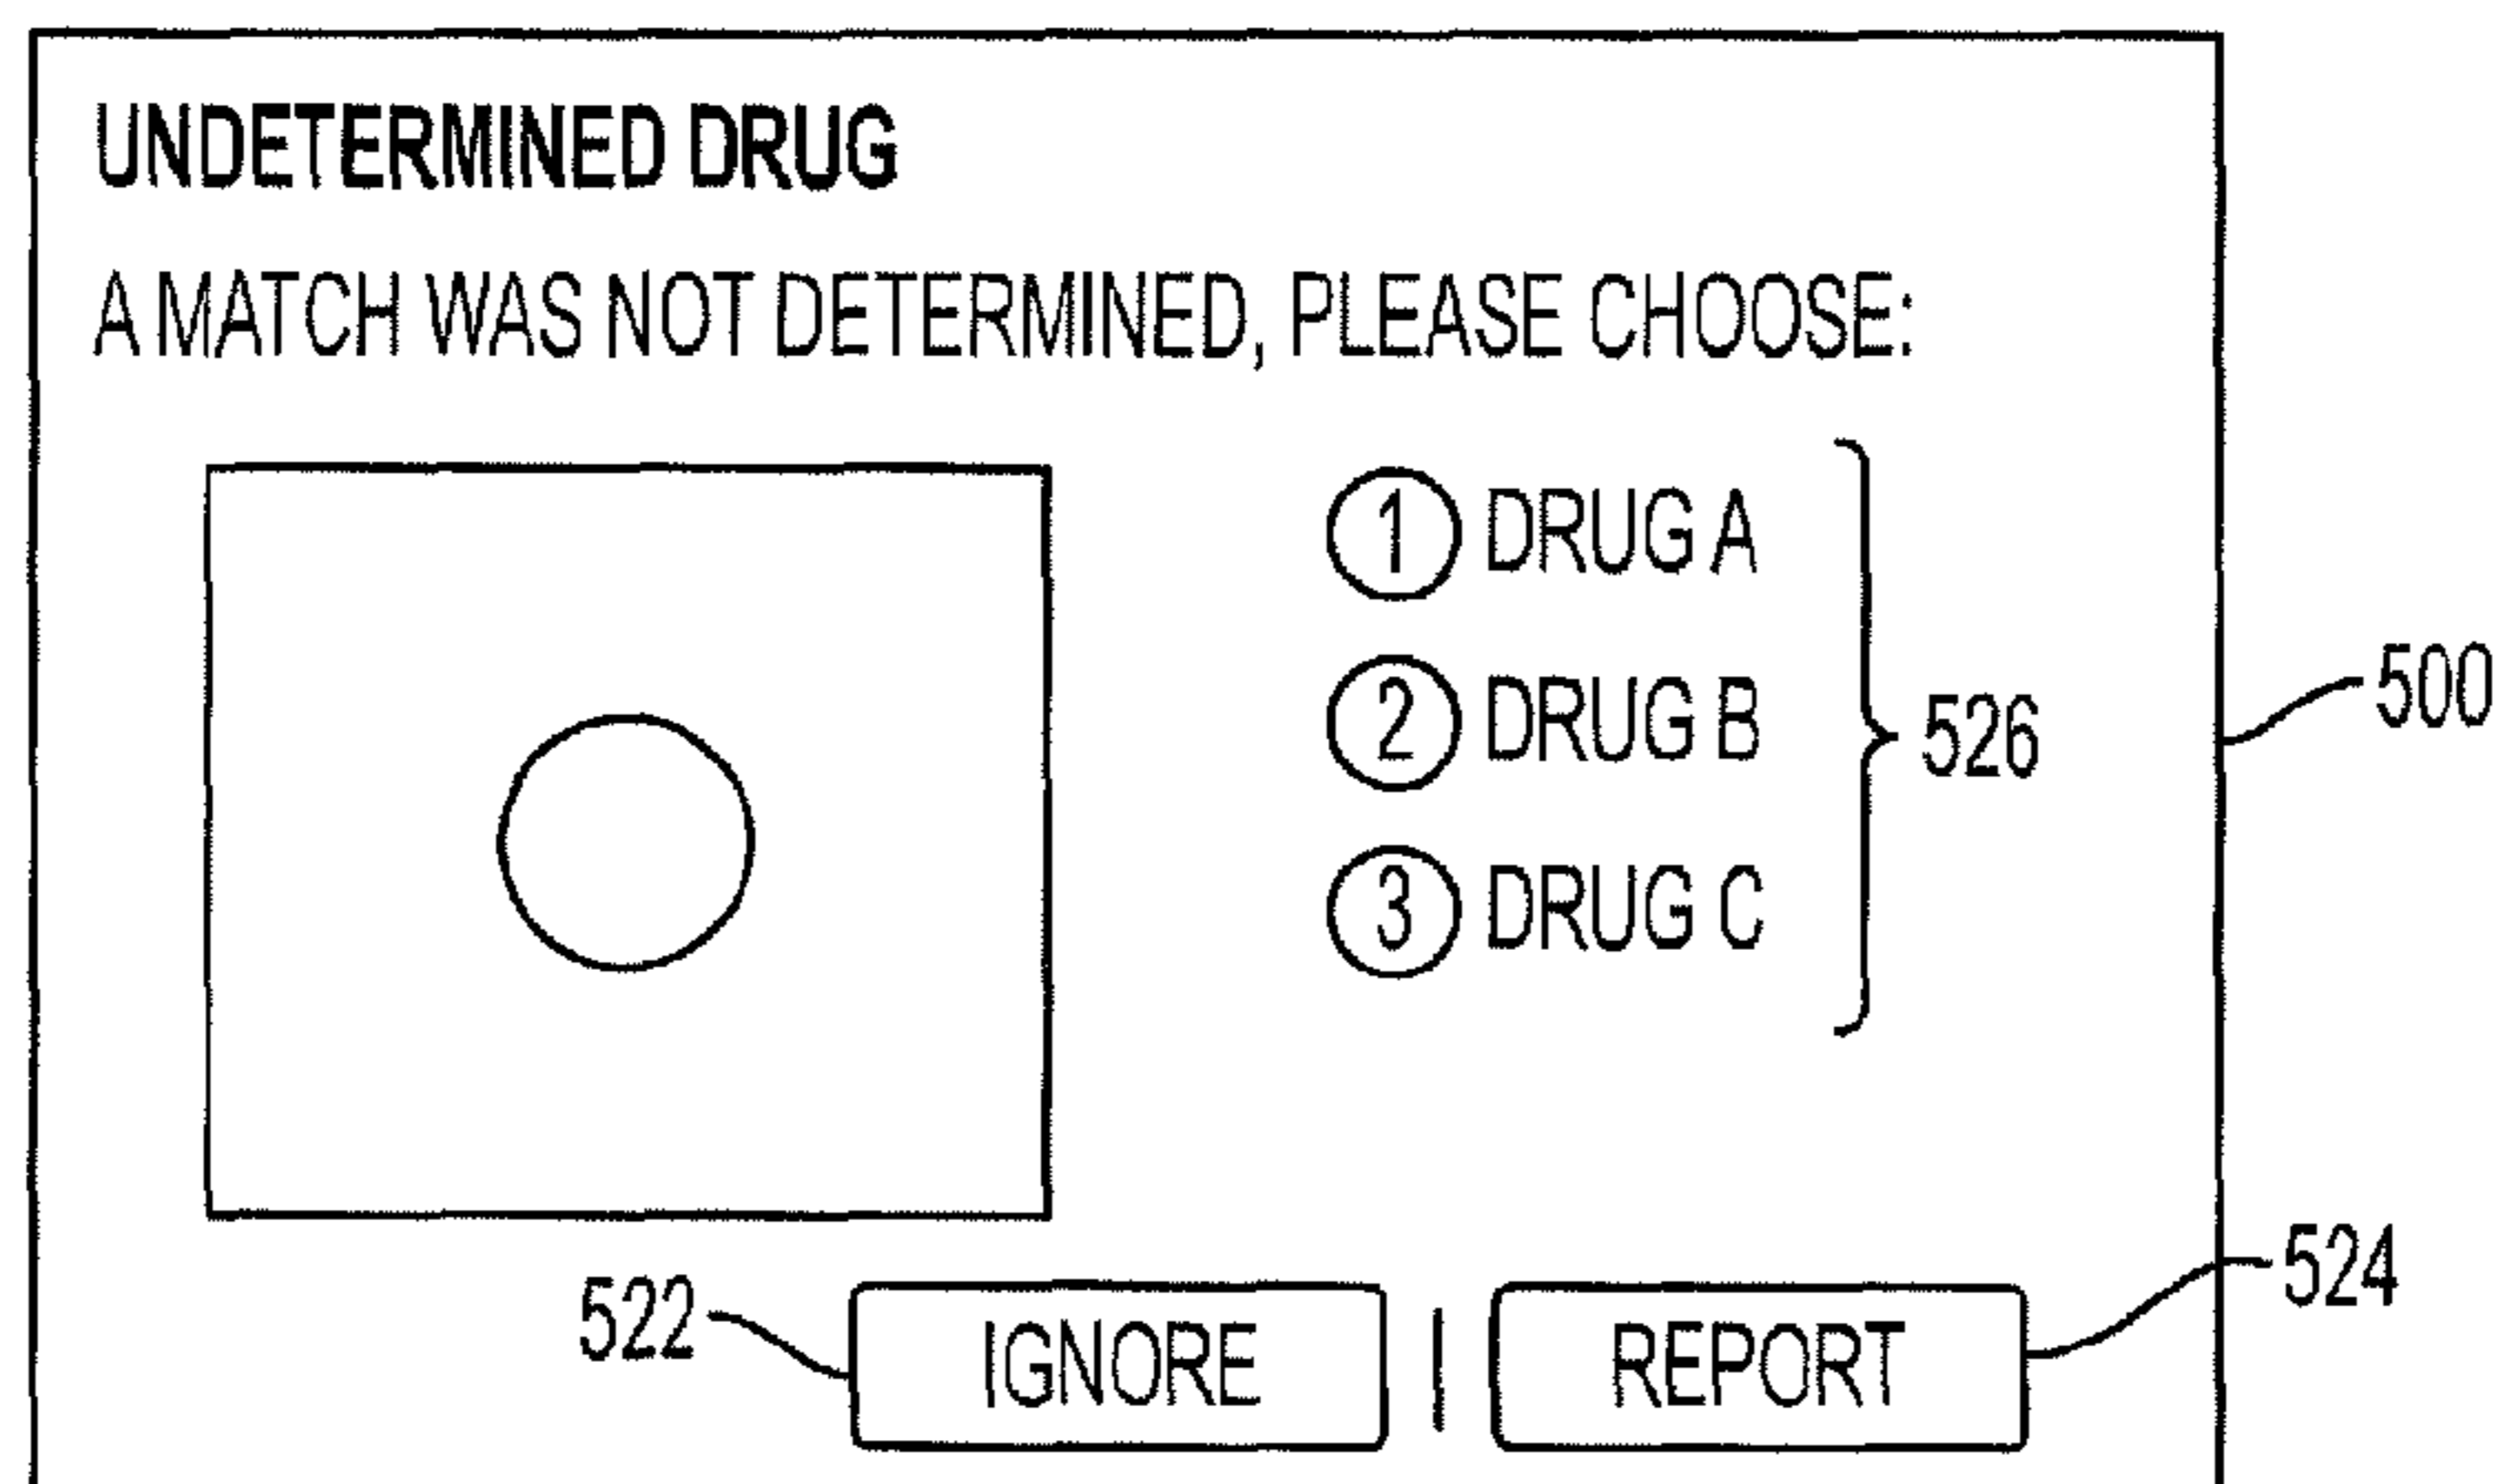 UNDETERMINED DRUG
A MATCH WAS NOT DETERMINED, PLEASE CHOOSE:
1 DRUG A
2 DRUG B
3 DRUG C
526
500
524
522
IGNORE | REPORT